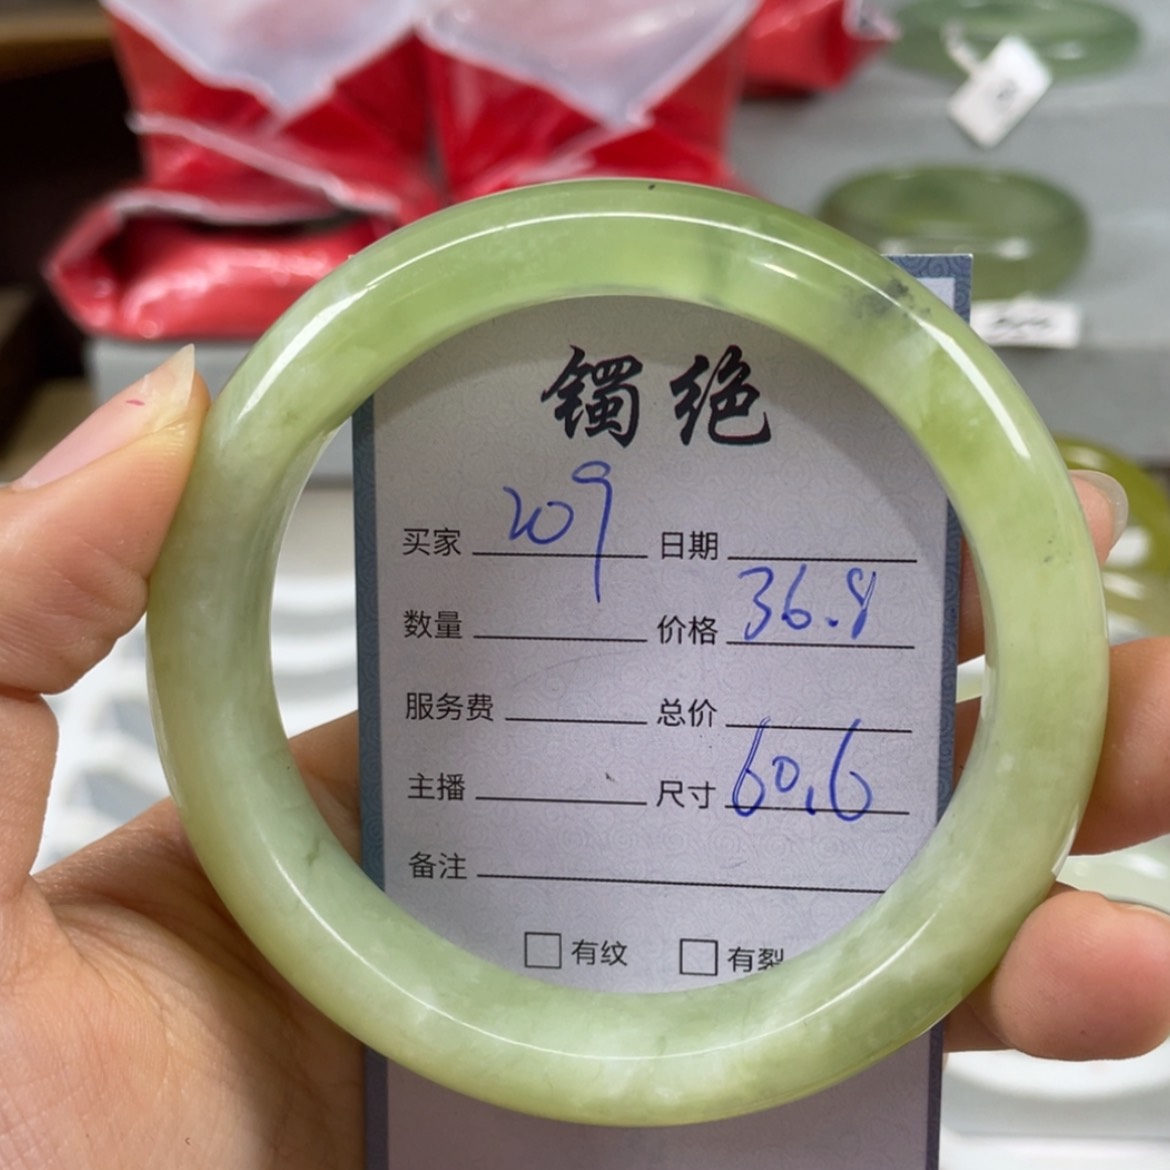 镯绝
买家 209 日期
数量 价格 36.8
服务费 总价
主播 尺寸 60.6
备注
有纹 有裂